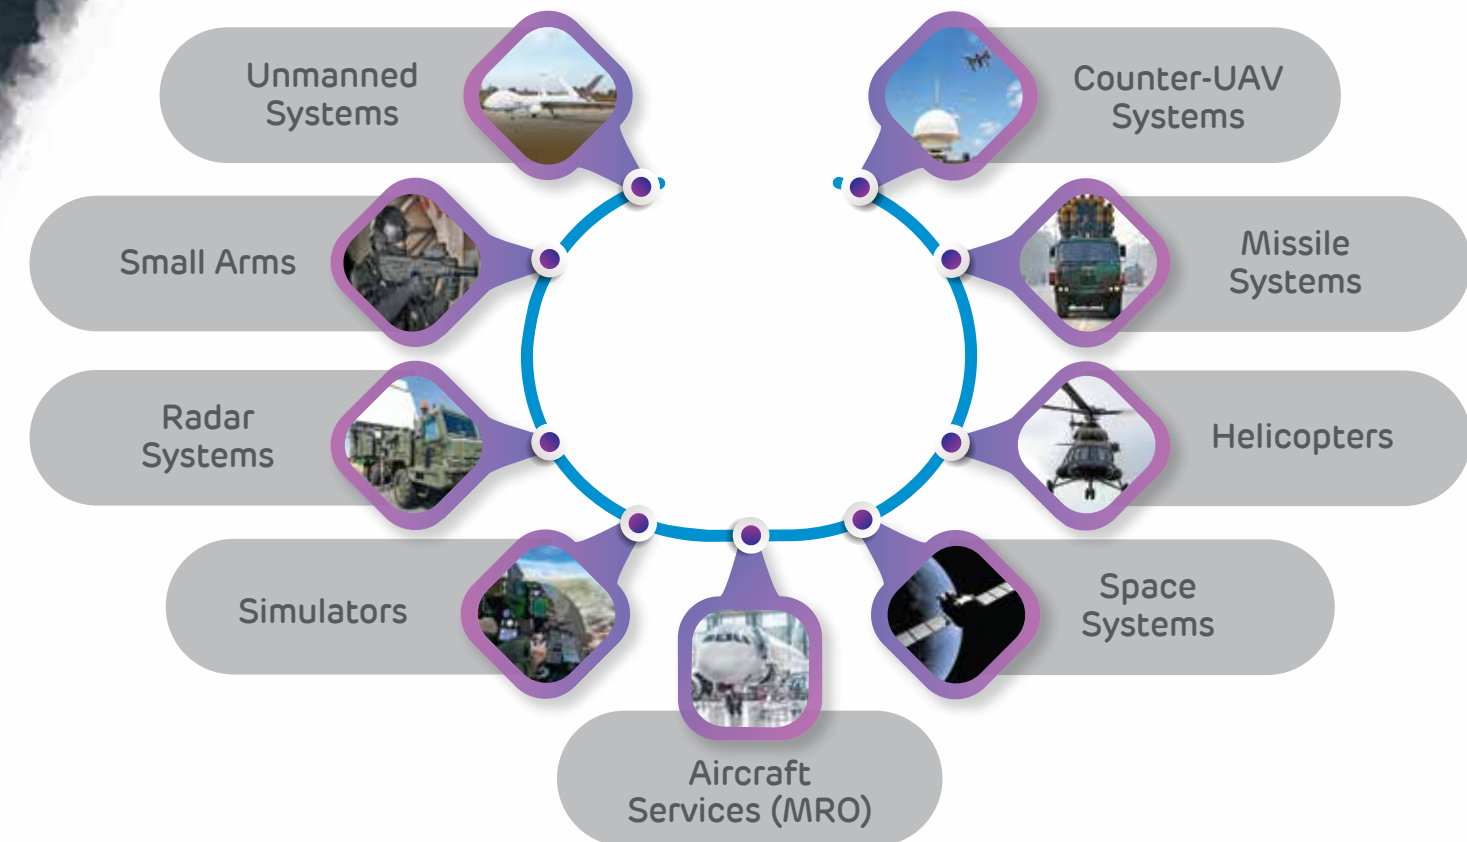 Unmanned
Systems
Counter-UAV
Systems
Small Arms
Missile
Systems
Radar
Systems
Helicopters
Simulators
Space
Systems
Aircraft
Services (MRO)